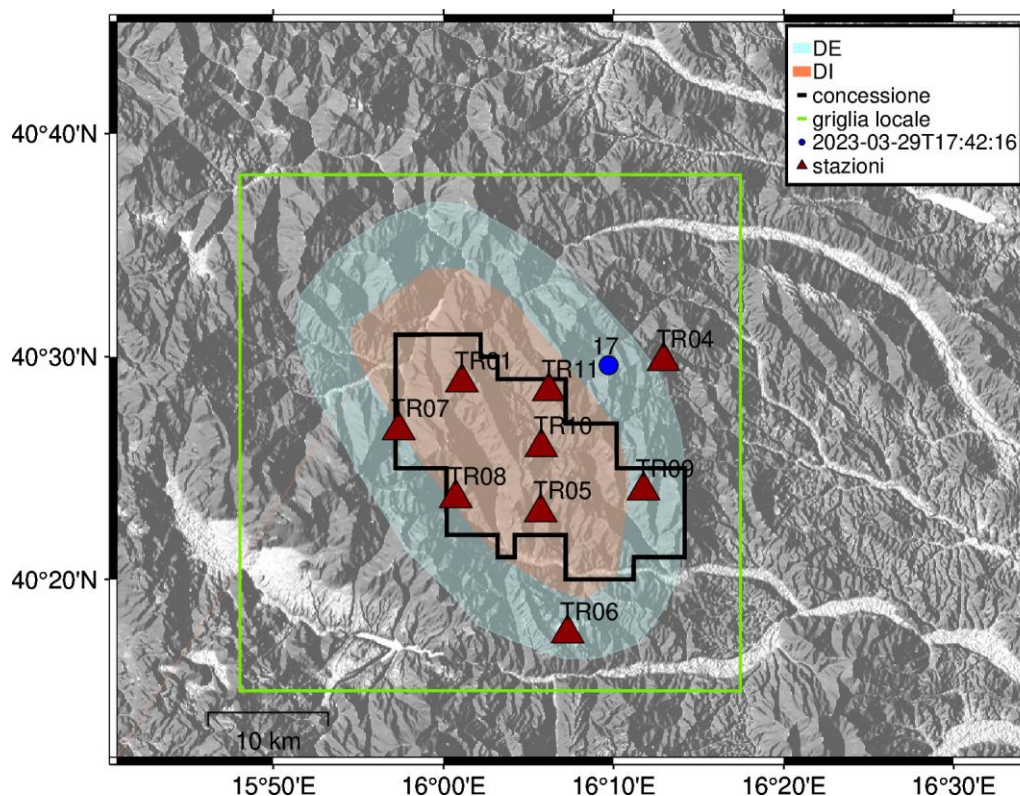 DE
DI
concessione
griglia locale
2023-03-29T17:42:16
stazioni
40°40'N
40°30'N
40°20'N
17
TR04
TR01
TR11
TR07
TR10
TR08
TR05
TR09
TR06
10 km
15°50'E
16°00'E
16°10'E
16°20'E
16°30'E